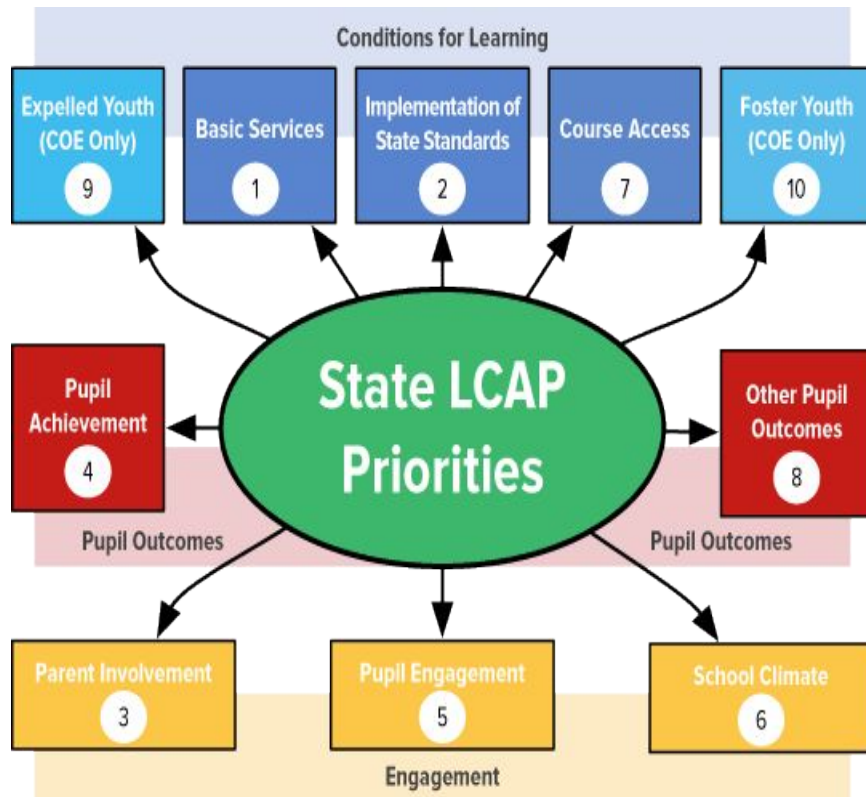 Conditions for Learning
Expelled Youth
(COE Only)
9
Basic Services
1
Implementation of
State Standards
2
Course Access
7
Foster Youth
(COE Only)
10
State LCAP
Priorities
Pupil
Achievement
4
Other Pupil
Outcomes
8
Pupil Outcomes
Pupil Outcomes
Parent Involvement
3
Pupil Engagement
5
School Climate
6
Engagement